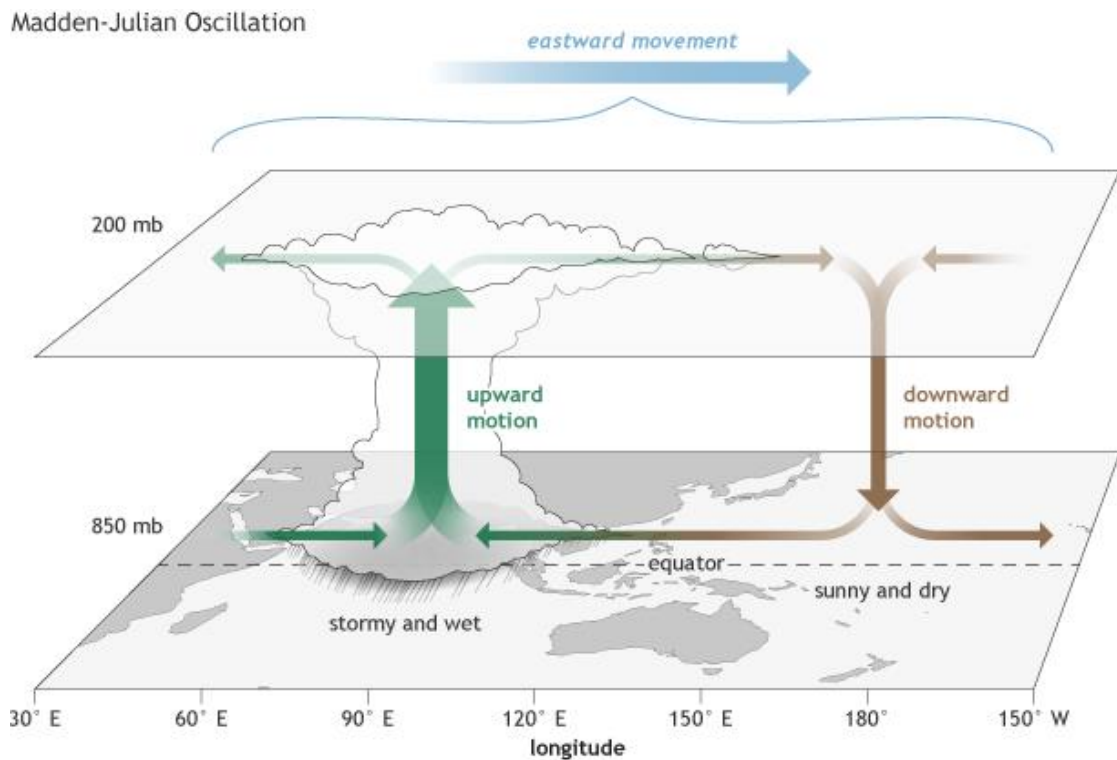 Madden-Julian Oscillation
eastward movement
200 mb
upward
motion
downward
motion
850 mb
equator
sunny and dry
stormy and wet
30° E
60° E
90° E
120° E
150° E
180°
150° W
longitude